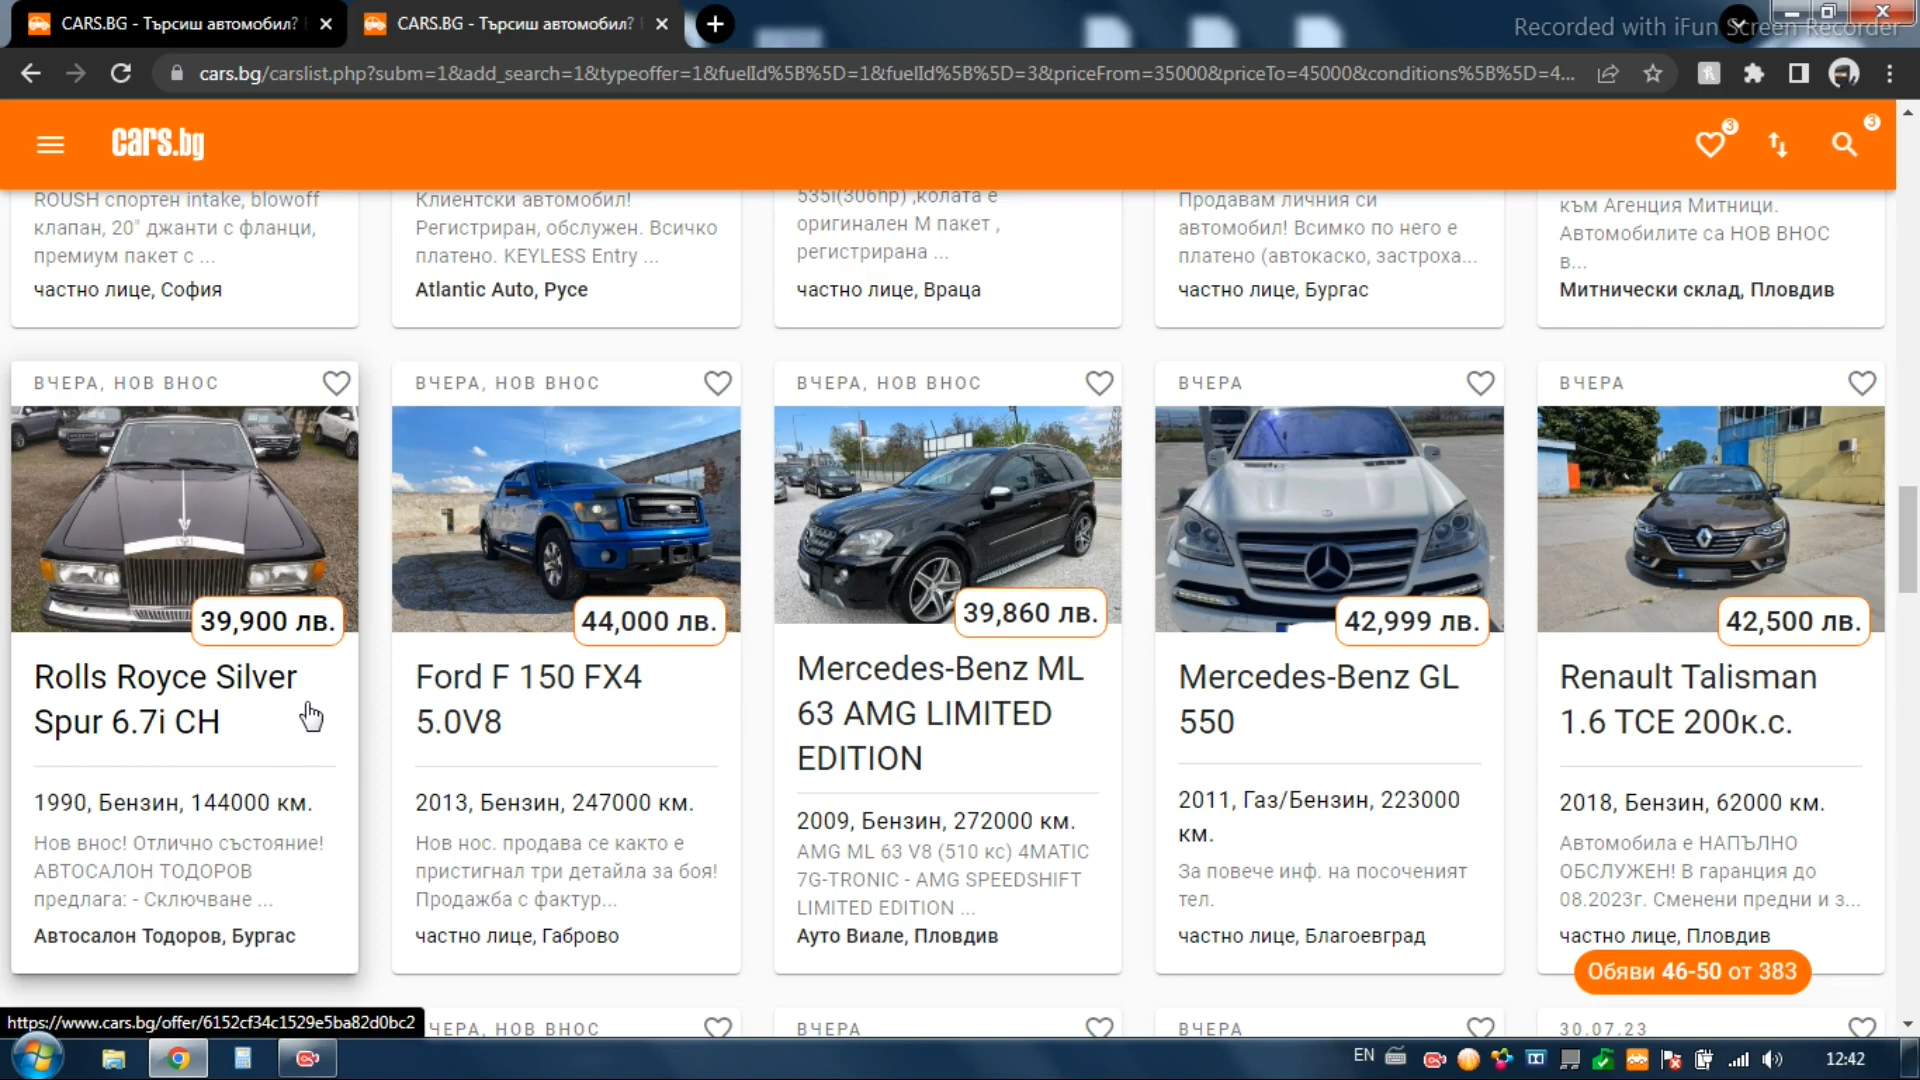 CARS.BG - Търсиш автомобил?
CARS.BG - Търсиш автомобил?
Recorded with iFun Screen Recorder
cars.bg/carslist.php?subm=1&add_search=1&typeoffer=1&fuelId%5B%5D=1&fuelId%5B%5D=3&priceFrom=35000&priceTo=45000&conditions%5B%5D=4...
cars.bg
3
3
ROUSH спортен intake, blowoff
клапан, 20" джанти с фланци,
премиум пакет с ...
частно лице, София
Клиентски автомобил!
Регистриран, обслужен. Всичко
платено. KEYLESS Entry ...
Atlantic Auto, Русе
535i(306hp) ,колата е
оригинален М пакет ,
регистрирана ...
частно лице, Враца
Продавам личния си
автомобил! Всимко по него е
платено (автокаско, застроха...
частно лице, Бургас
към Агенция Митници.
Автомобилите са НОВ ВНОС
в...
Митнически склад, Пловдив
ВЧЕРА, НОВ ВНОС
39,900 лв.
Rolls Royce Silver
Spur 6.7i CH
1990, Бензин, 144000 км.
Нов внос! Отлично състояние!
АВТОСАЛОН ТОДОРОВ
предлага: - Сключване ...
Автосалон Тодоров, Бургас
ВЧЕРА, НОВ ВНОС
44,000 лв.
Ford F 150 FX4
5.0V8
2013, Бензин, 247000 км.
Нов нос. продава се както е
пристигнал три детайла за боя!
Продажба с фактур...
частно лице, Габрово
ВЧЕРА, НОВ ВНОС
39,860 лв.
Mercedes-Benz ML
63 AMG LIMITED
EDITION
2009, Бензин, 272000 км.
AMG ML 63 V8 (510 кс) 4MATIC
7G-TRONIC - AMG SPEEDSHIFT
LIMITED EDITION ...
Ауто Виале, Пловдив
ВЧЕРА
42,999 лв.
Mercedes-Benz GL
550
2011, Газ/Бензин, 223000
км.
За повече инф. на посоченият
тел.
частно лице, Благоевград
ВЧЕРА
42,500 лв.
Renault Talisman
1.6 TCE 200к.с.
2018, Бензин, 62000 км.
Автомобила е НАПЪЛНО
ОБСЛУЖЕН! В гаранция до
08.2023г. Сменени предни и з...
частно лице, Пловдив
Обяви 46-50 от 383
https://www.cars.bg/offer/6152cf34c1529e5ba82d0bc2
ЧЕРА, НОВ ВНОС
ВЧЕРА
ВЧЕРА
30.07.23
EN
12:42